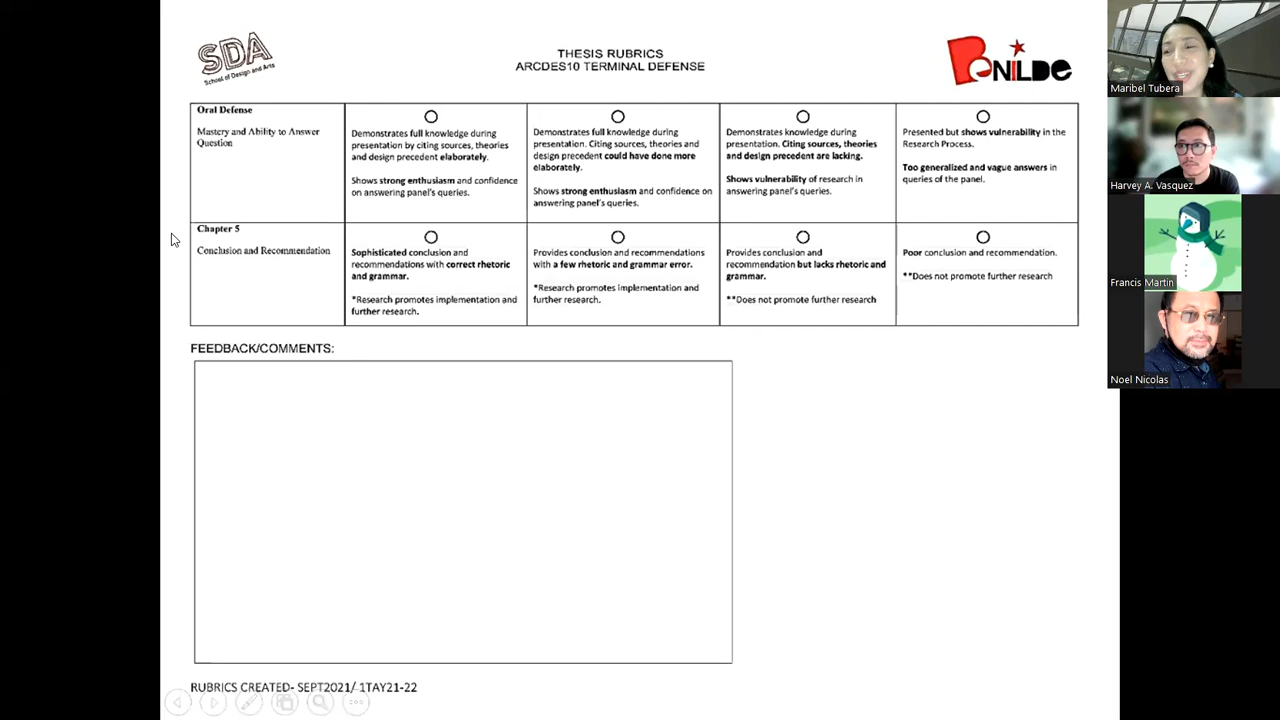 SDA
School of Design and Arts
THESIS RUBRICS
ARCDES10 TERMINAL DEFENSE
BENILDE
Oral Defense
Mastery and Ability to Answer
Question
Demonstrates full knowledge during
presentation by citing sources, theories
and design precedent elaborately.
Shows strong enthusiasm and confidence
on answering panel's queries.
Demonstrates full knowledge during
presentation. Citing sources, theories and
design precedent could have done more
elaborately.
Shows strong enthusiasm and confidence on
answering panel's queries.
Demonstrates knowledge during
presentation. Citing sources, theories
and design precedent are lacking.
Shows vulnerability of research in
answering panel's queries.
Presented but shows vulnerability in the
Research Process.
Too generalized and vague answers in
queries of the panel.
Chapter 5
Conclusion and Recommendation
Sophisticated conclusion and
recommendations with correct rhetoric
and grammar.
*Research promotes implementation and
further research.
Provides conclusion and recommendations
with a few rhetoric and grammar error.
*Research promotes implementation and
further research.
Provides conclusion and
recommendation but lacks rhetoric and
grammar.
**Does not promote further research
Poor conclusion and recommendation.
**Does not promote further research
FEEDBACK/COMMENTS:
RUBRICS CREATED- SEPT2021/ 1TAY21-22
Maribel Tubera
Harvey A. Vasquez
Francis Martin
Noel Nicolas